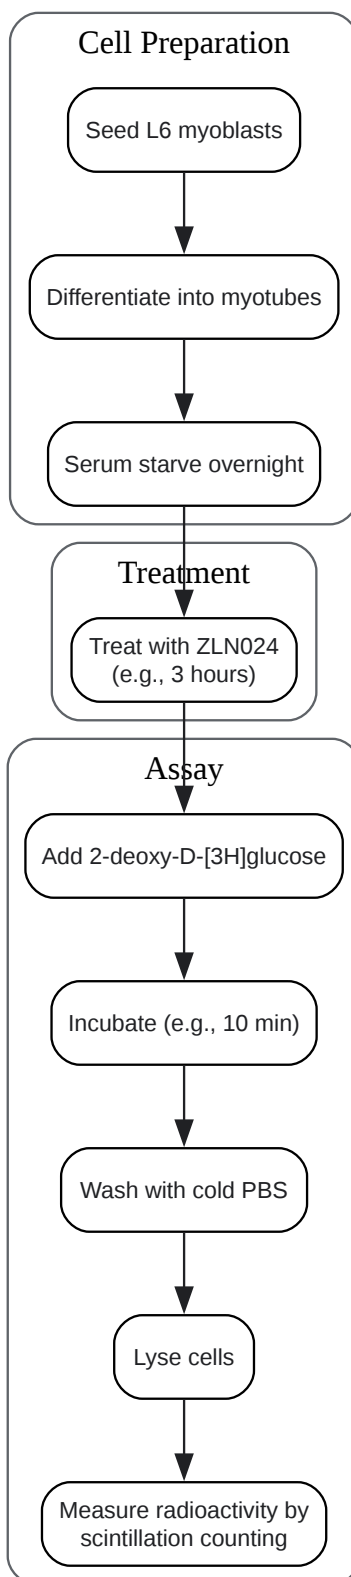 Cell Preparation
Seed L6 myoblasts
Differentiate into myotubes
Serum starve overnight
Treatment
Treat with ZLN024
(e.g., 3 hours)
Assay
Add 2-deoxy-D-[3H]glucose
Incubate (e.g., 10 min)
Wash with cold PBS
Lyse cells
Measure radioactivity by
scintillation counting